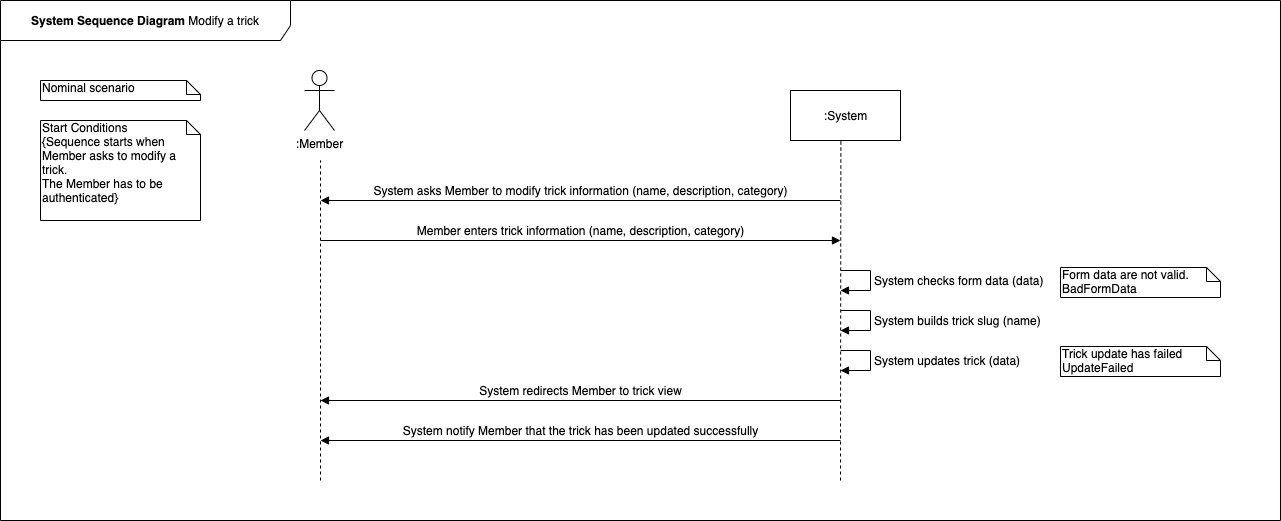 System Sequence Diagram Modify a trick
Nominal scenario
Start Conditions
{Sequence starts when
Member asks to modify a
trick.
The Member has to be
authenticated}
:Member
:System
System asks Member to modify trick information (name, description, category)
Member enters trick information (name, description, category)
System checks form data (data)
Form data are not valid.
BadFormData
System builds trick slug (name)
System updates trick (data)
Trick update has failed
UpdateFailed
System redirects Member to trick view
System notify Member that the trick has been updated successfully